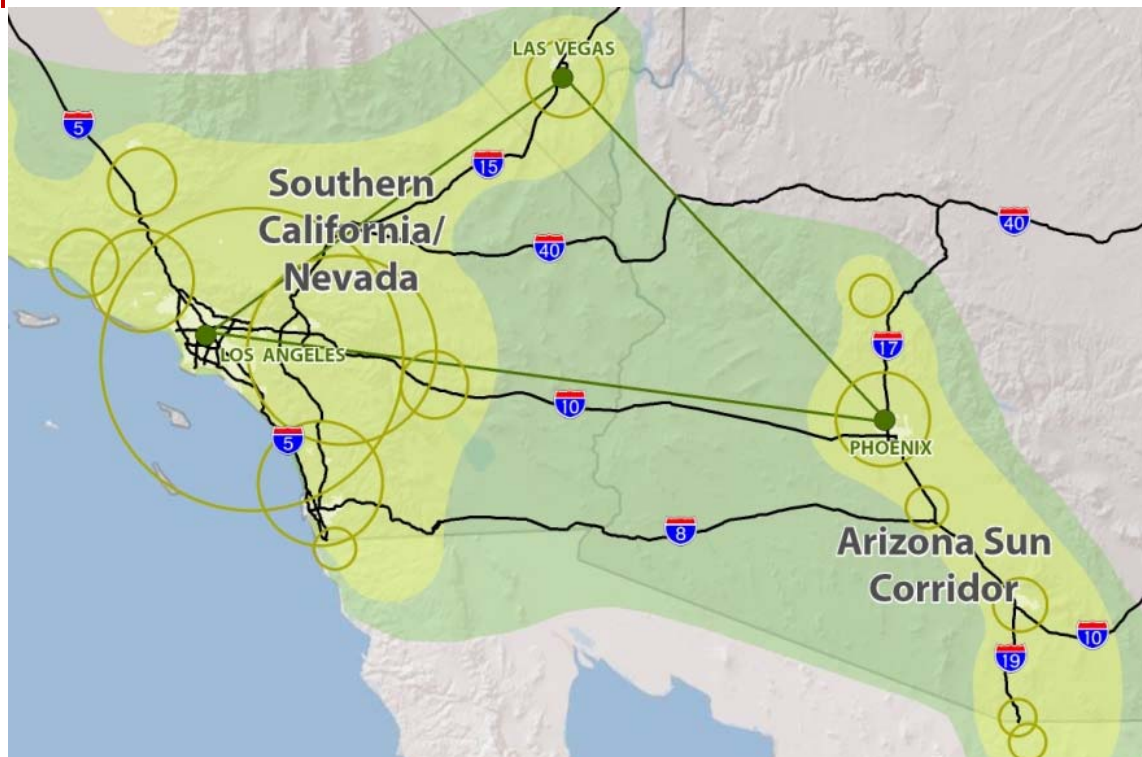 LAS VEGAS
5
15
Southern
California/
Nevada
40
40
17
LOS ANGELES
10
5
PHOENIX
8
Arizona Sun
Corridor
10
19